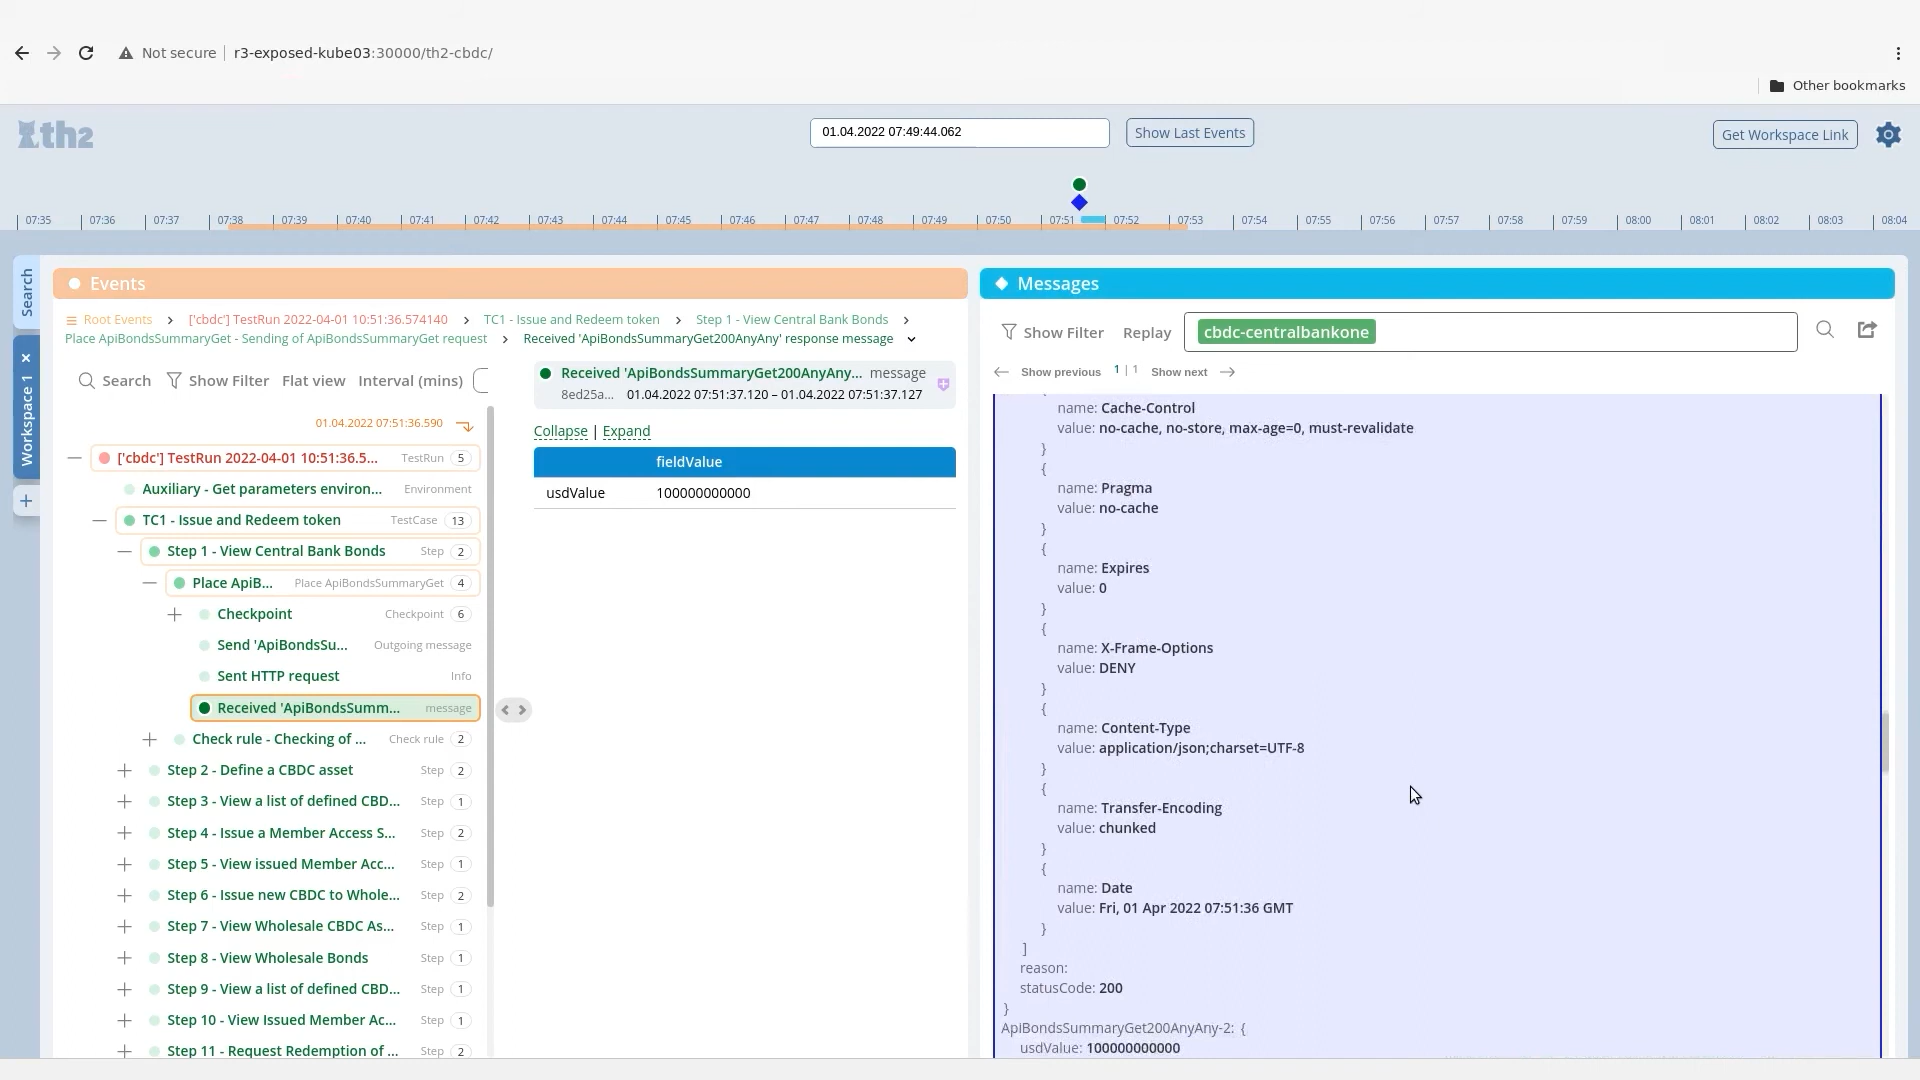 Not secure r3-exposed-kube03:30000/th2-cbdc/
Other bookmarks
th2
01.04.2022 07:49:44.062
Show Last Events
Get Workspace Link
07:35 07:36 07:37 07:38 07:39 07:40 07:41 07:42 07:43 07:44 07:45 07:46 07:47 07:48 07:49 07:50 07:51 07:52 07:53 07:54 07:55 07:56 07:57 07:58 07:59 08:00 08:01 08:02 08:03 08:04
Search
Workspace 1
Events
Root Events > ['cbdc'] TestRun 2022-04-01 10:51:36.574140 > TC1 - Issue and Redeem token > Step 1 - View Central Bank Bonds >
Place ApiBondsSummaryGet - Sending of ApiBondsSummaryGet request > Received 'ApiBondsSummaryGet200AnyAny' response message
Search Show Filter Flat view Interval (mins)
01.04.2022 07:51:36.590
['cbdc'] TestRun 2022-04-01 10:51:36.5... TestRun 5
Auxiliary - Get parameters environ... Environment
TC1 - Issue and Redeem token TestCase 13
Step 1 - View Central Bank Bonds Step 2
Place ApiB... Place ApiBondsSummaryGet 4
Checkpoint Checkpoint 6
Send 'ApiBondsSu... Outgoing message
Sent HTTP request Info
Received 'ApiBondsSumm... message
Check rule - Checking of ... Check rule 2
Step 2 - Define a CBDC asset Step 2
Step 3 - View a list of defined CBD... Step 1
Step 4 - Issue a Member Access S... Step 2
Step 5 - View issued Member Acc... Step 1
Step 6 - Issue new CBDC to Whole... Step 2
Step 7 - View Wholesale CBDC As... Step 1
Step 8 - View Wholesale Bonds Step 1
Step 9 - View a list of defined CBD... Step 1
Step 10 - View Issued Member Ac... Step 1
Step 11 - Request Redemption of ... Step 2
Received 'ApiBondsSummaryGet200AnyAny... message
8ed25a... 01.04.2022 07:51:37.120 – 01.04.2022 07:51:37.127
Collapse | Expand
fieldValue
usdValue 100000000000
Messages
Show Filter Replay cbdc-centralbankone
Show previous 1 | 1 Show next
{
name: Cache-Control
value: no-cache, no-store, max-age=0, must-revalidate
}
{
name: Pragma
value: no-cache
}
{
name: Expires
value: 0
}
{
name: X-Frame-Options
value: DENY
}
{
name: Content-Type
value: application/json;charset=UTF-8
}
{
name: Transfer-Encoding
value: chunked
}
{
name: Date
value: Fri, 01 Apr 2022 07:51:36 GMT
}
]
reason:
statusCode: 200
}
ApiBondsSummaryGet200AnyAny-2: {
usdValue: 100000000000